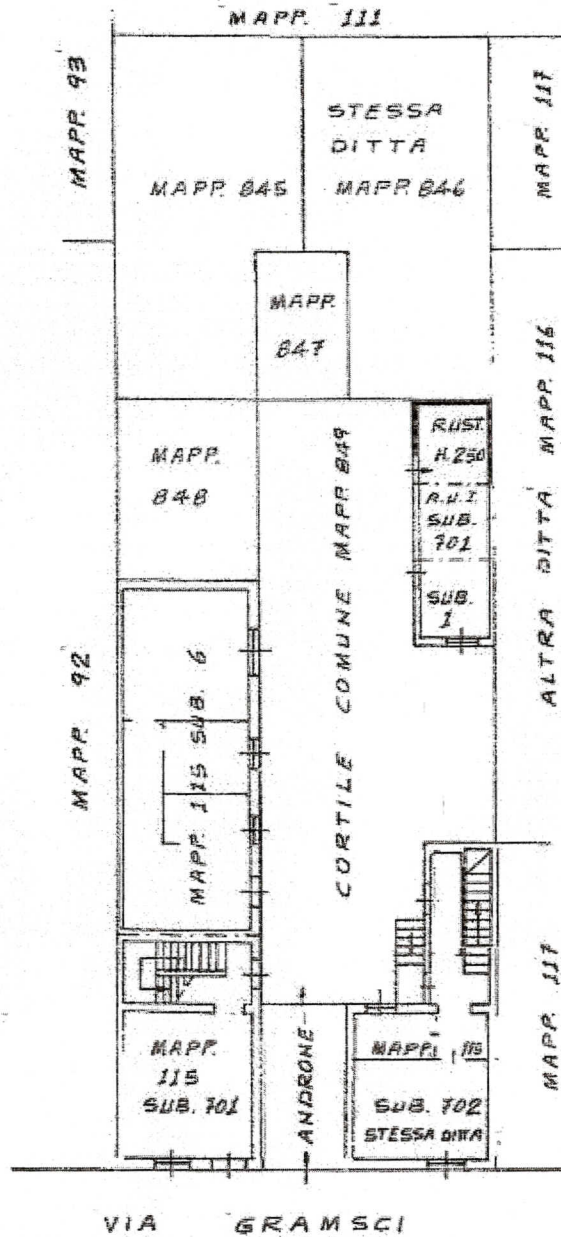 MAPP. 111
MAPP. 93
STESSA
DITTA
MAPP. 845
MAPP. 846
MAPP. 117
MAPP.
847
MAPP.
848
CORTILE COMUNE MAPP. 849
RUST.
H. 250
R.U.I.
SUB.
701
SUB.
1
ALTRA DITTA MAPP. 116
MAPP. 92
MAPP. 115 SUB. 6
MAPP.
115
SUB. 701
ANDRONE
MAPP. 115
SUB. 702
STESSA DITTA
MAPP. 117
VIA GRAMSCI